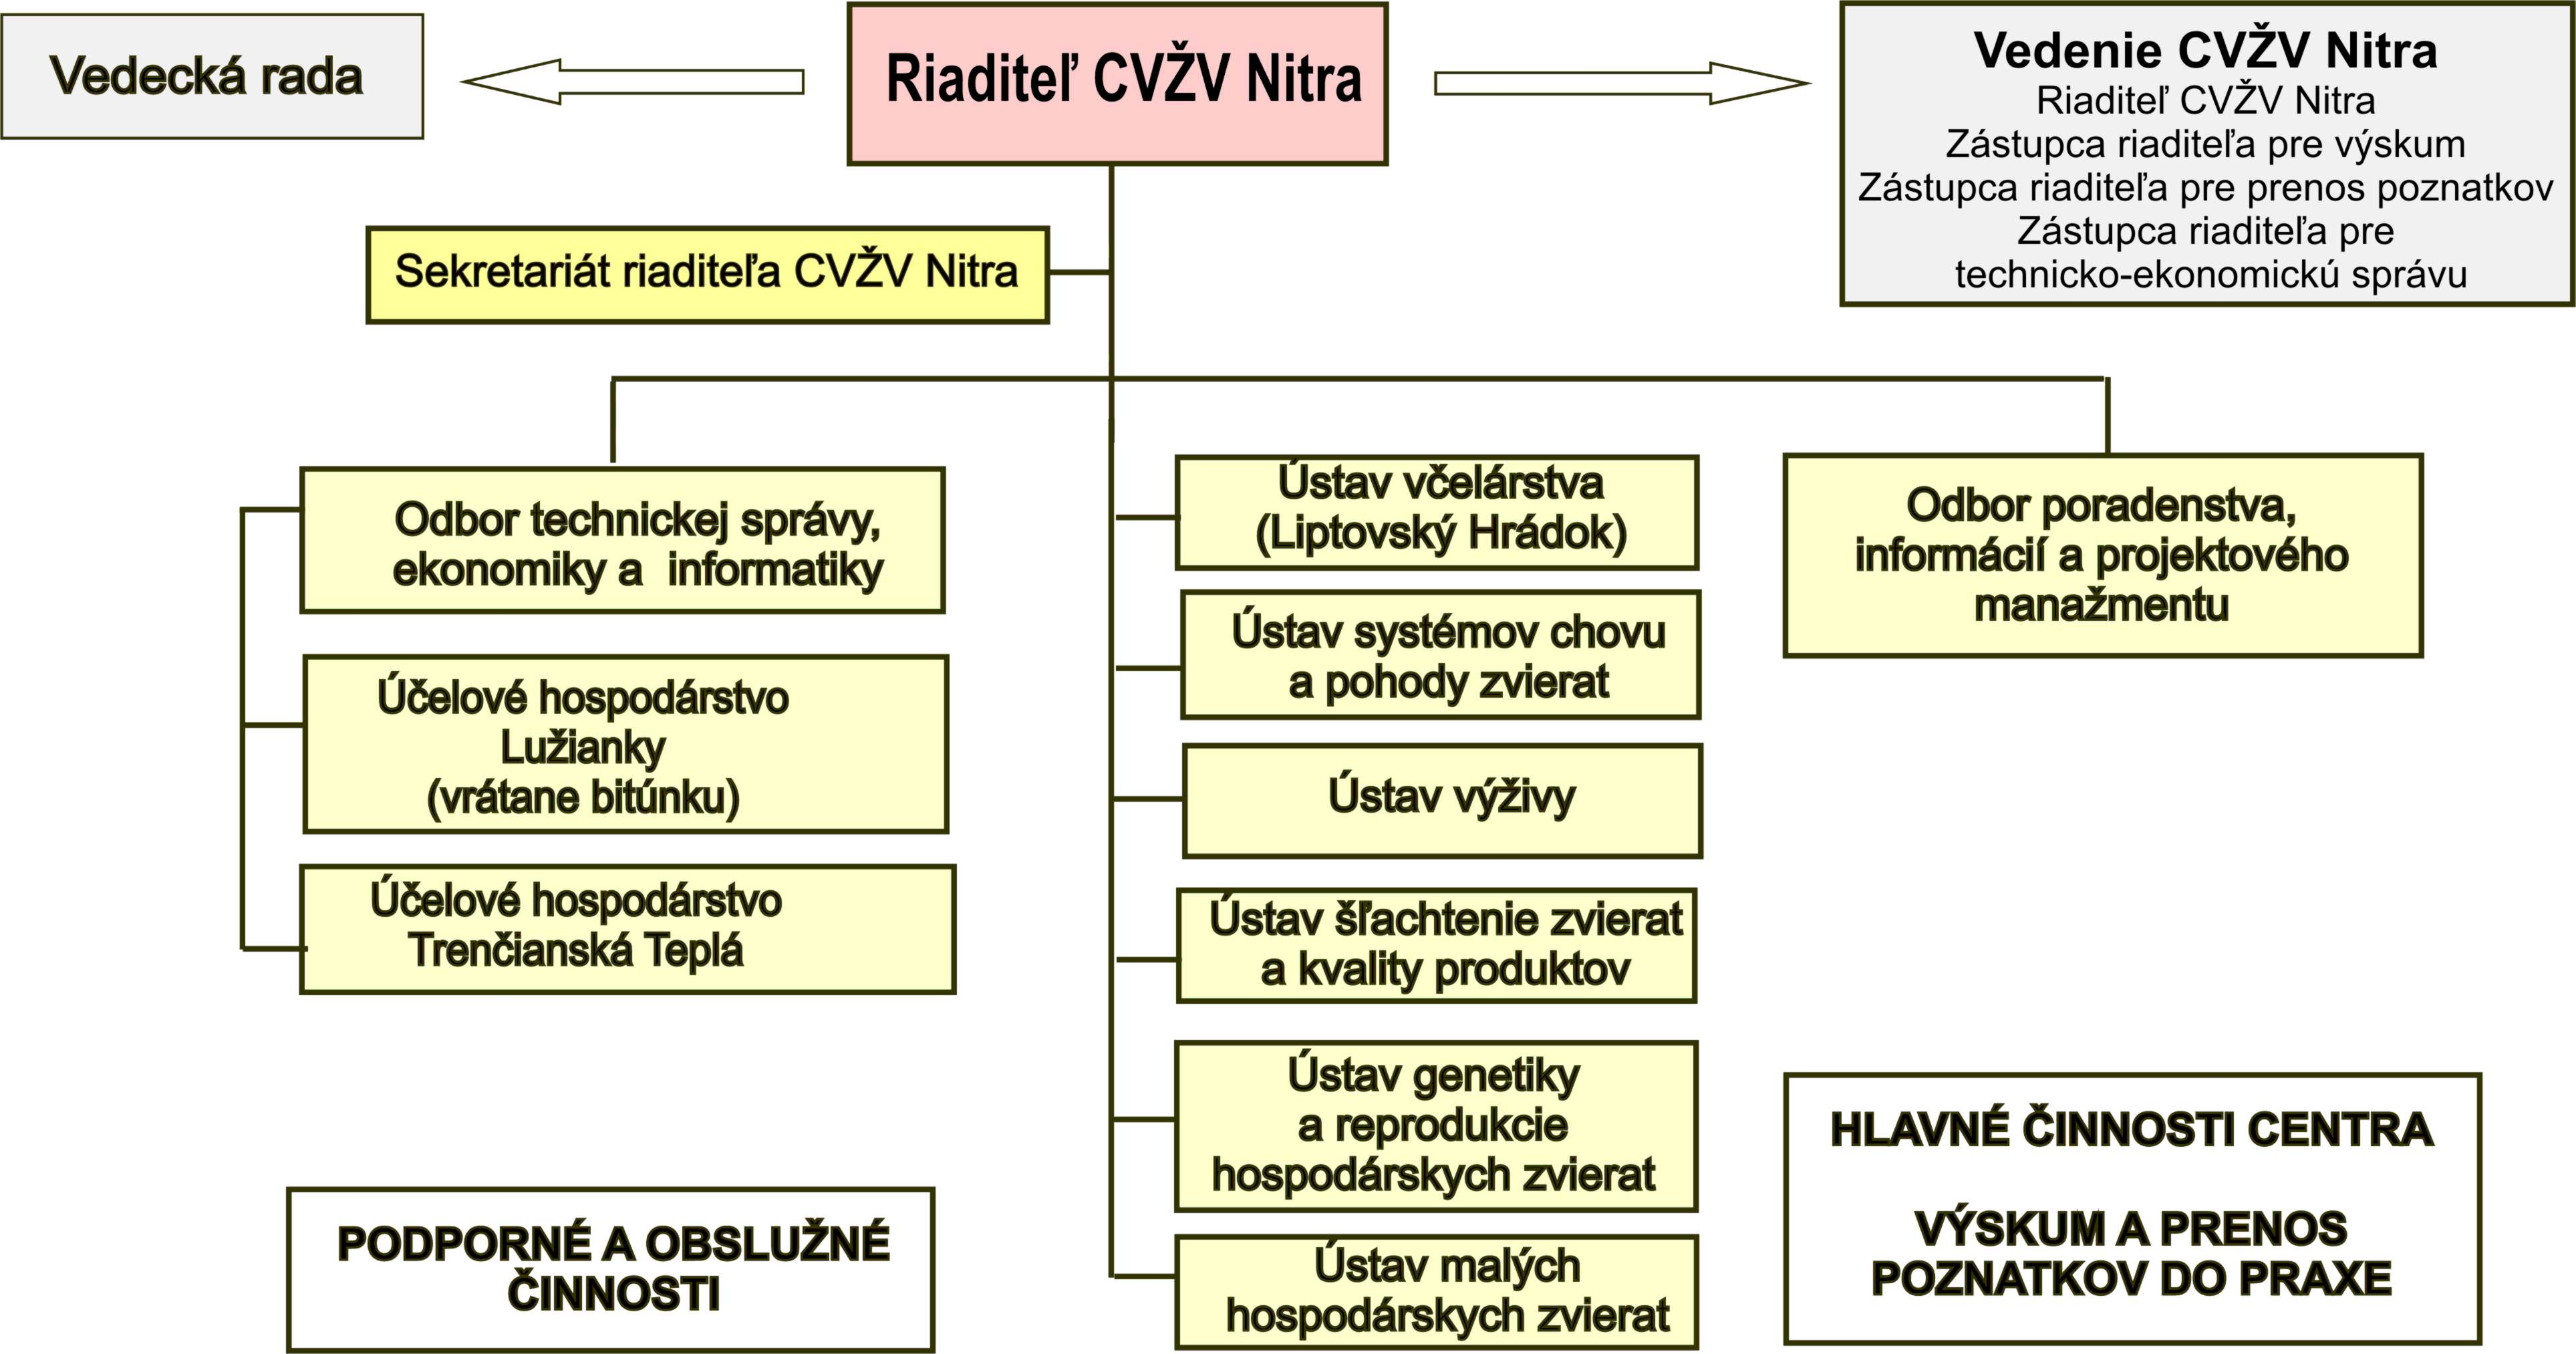 Vedecká rada
Riaditeľ CVŽV Nitra
Vedenie CVŽV Nitra
Riaditeľ CVŽV Nitra
Zástupca riaditeľa pre výskum
Zástupca riaditeľa pre prenos poznatkov
Zástupca riaditeľa pre
technicko-ekonomickú správu
Sekretariát riaditeľa CVŽV Nitra
Odbor technickej správy,
ekonomiky a informatiky
Účelové hospodárstvo
Lužianky
(vrátane bitúnku)
Účelové hospodárstvo
Trenčianská Teplá
PODPORNÉ A OBSLUŽNÉ
ČINNOSTI
Ústav včelárstva
(Liptovský Hrádok)
Ústav systémov chovu
a pohody zvierat
Ústav výživy
Ústav šľachtenie zvierat
a kvality produktov
Ústav genetiky
a reprodukcie
hospodárskych zvierat
Ústav malých
hospodárskych zvierat
Odbor poradenstva,
informácií a projektového
manažmentu
HLAVNÉ ČINNOSTI CENTRA
VÝSKUM A PRENOS
POZNATKOV DO PRAXE